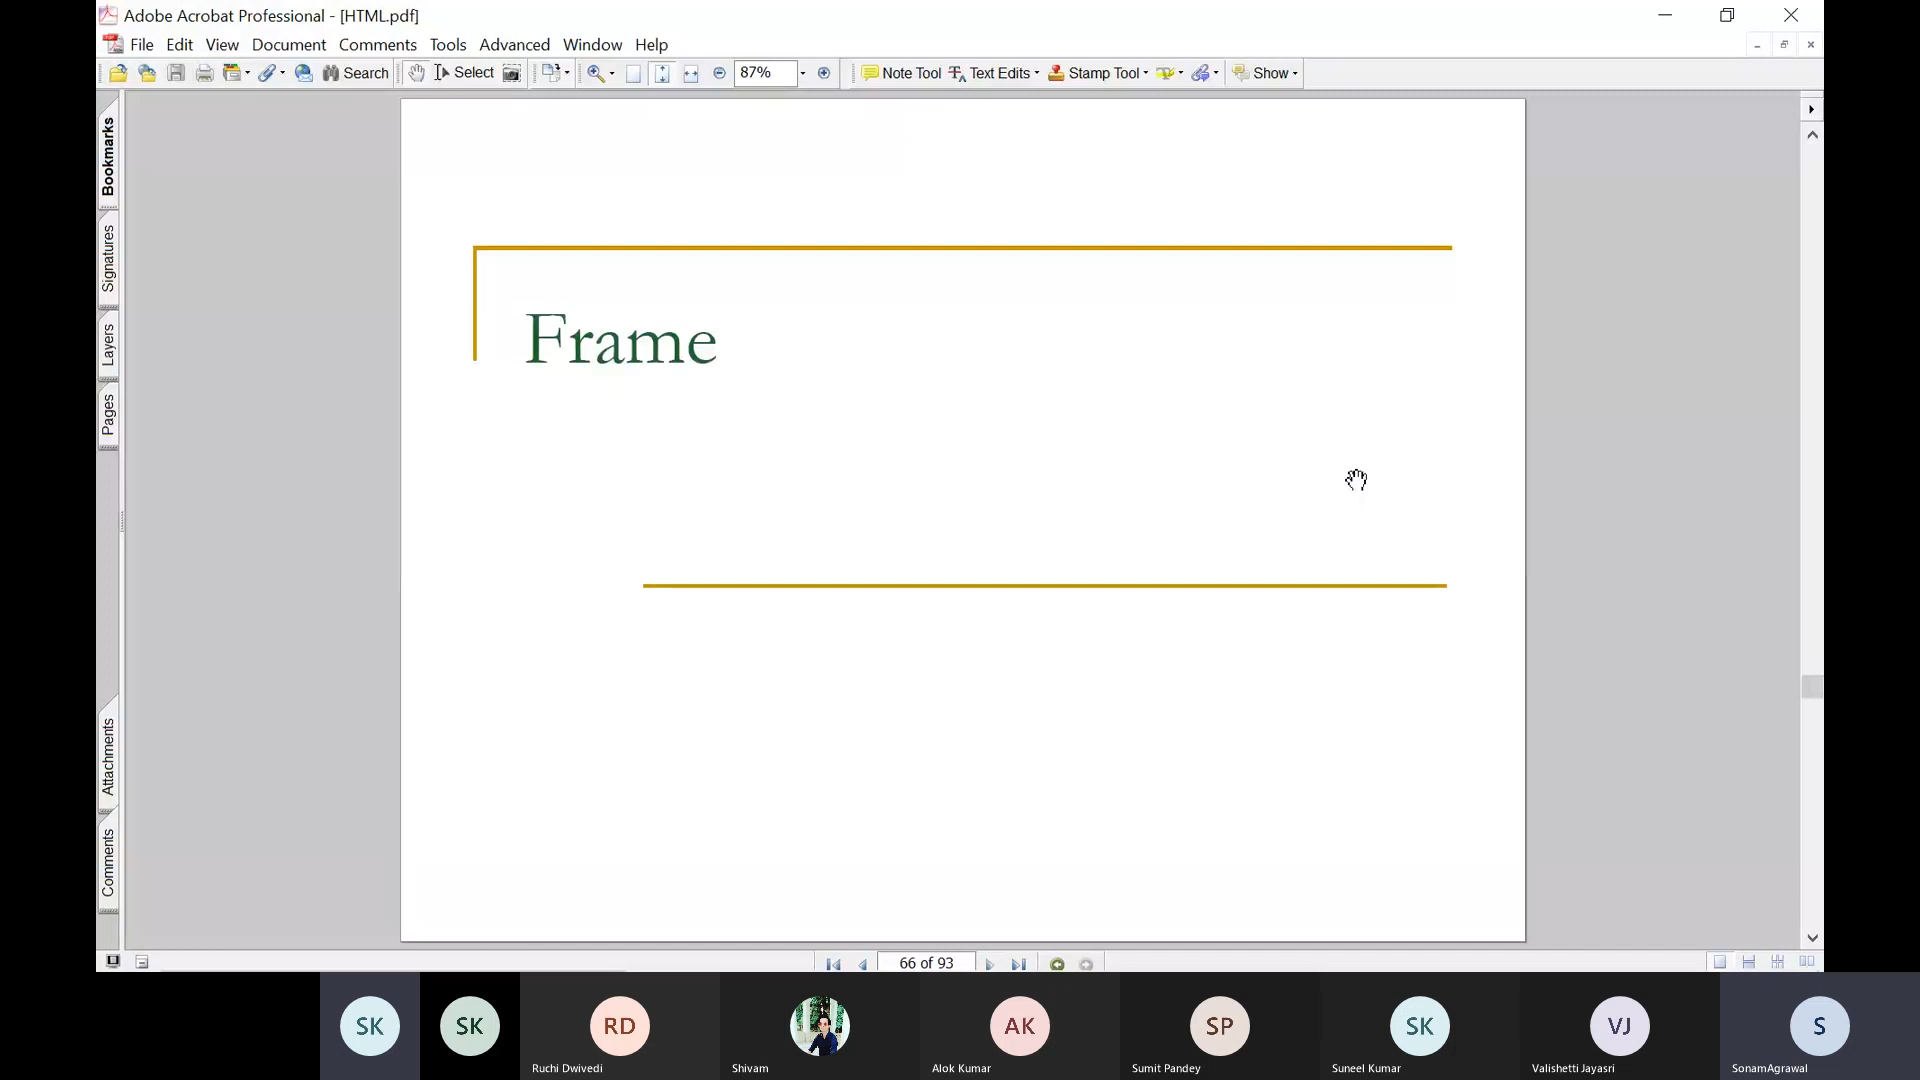 Adobe Acrobat Professional - [HTML.pdf]
File Edit View Document Comments Tools Advanced Window Help
Search Select 87% Note Tool Text Edits Stamp Tool Show
Bookmarks
Signatures
Layers
Pages
Attachments
Comments
Frame
66 of 93
SK SK RD AK SP SK VJ S
Ruchi Dwivedi Shivam Alok Kumar Sumit Pandey Suneel Kumar Valishetti Jayasri SonamAgrawal